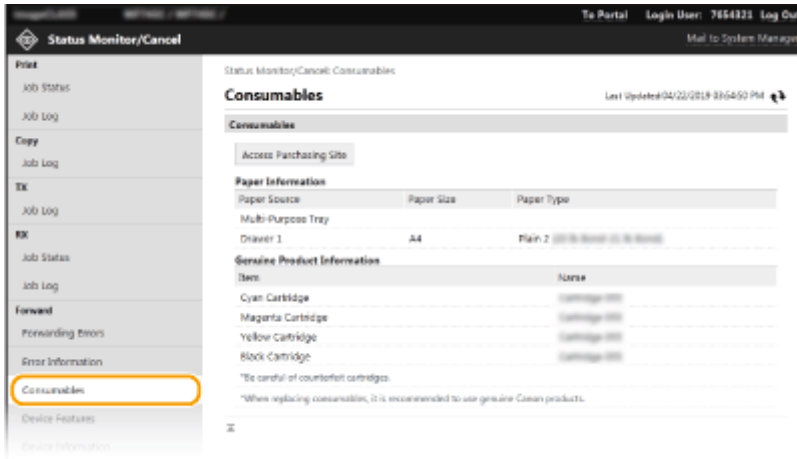 To Portal Login User: 7654321 Log Ou
Status Monitor/Cancel
Mail to System Manage
Print
Job Status
Job Log
Copy
Job Log
TX
Job Log
RX
Job Status
Job Log
Forward
Forwarding Errors
Error Information
Consumables
Device Features
Device Information
Status Monitor/Cancel: Consumables
Consumables
Last Updated:04/22/2019 PM
Consumables
Access Purchasing Site
Paper Information
Paper Source Paper Size Paper Type
Multi-Purpose Tray
Drawer 1 A4 Plain 2
Genuine Product Information
Item Name
Cyan Cartridge
Magenta Cartridge
Yellow Cartridge
Black Cartridge
*Be careful of counterfeit cartridges.
*When replacing consumables, it is recommended to use genuine Canon products.